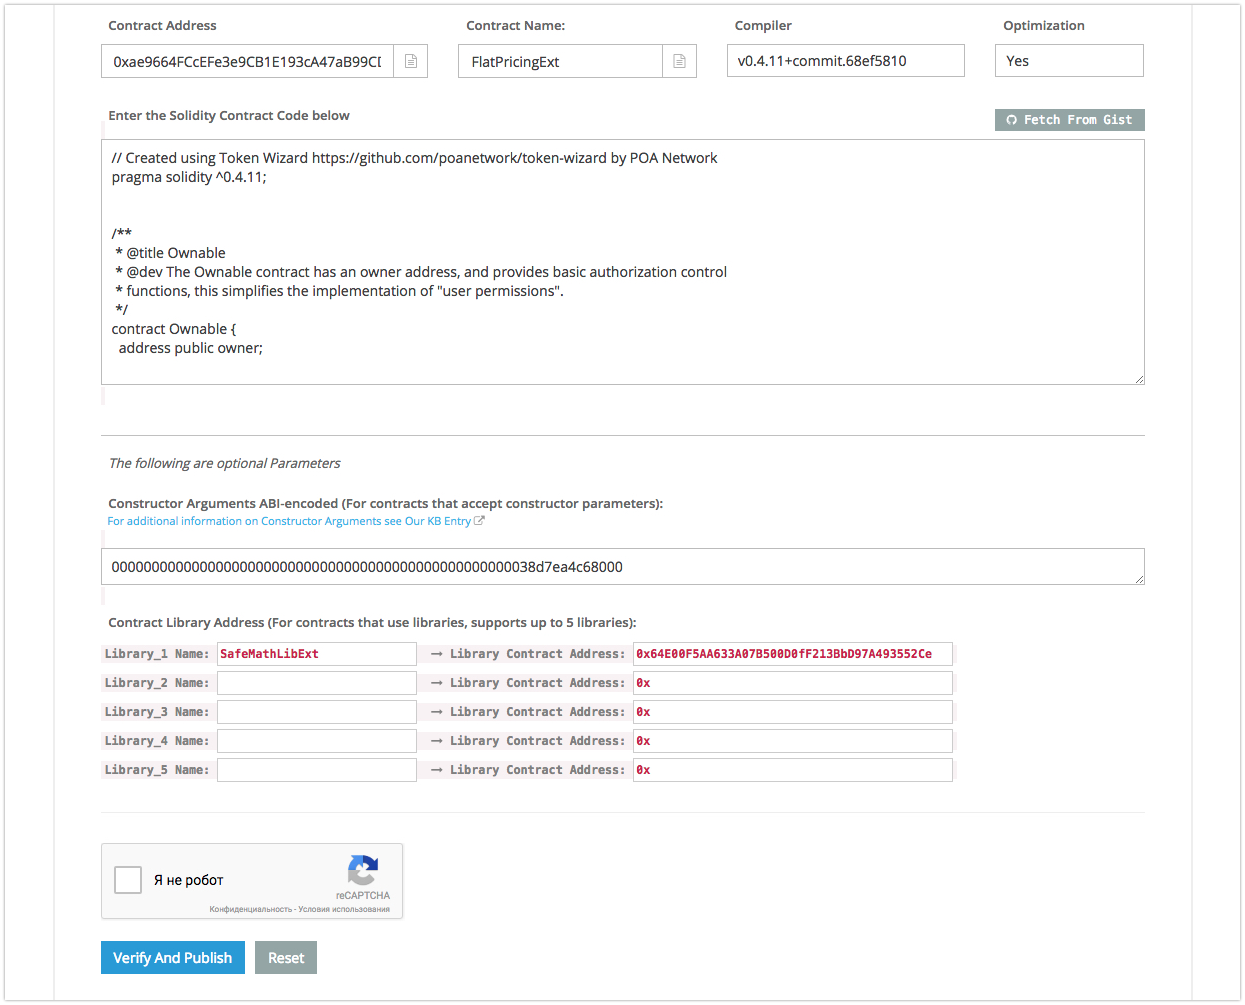 Contract Address
Contract Name:
Compiler
Optimization
0xae9664FCcEFe3e9CB1E193cA47aB99CD
FlatPricingExt
v0.4.11+commit.68ef5810
Yes
Enter the Solidity Contract Code below
Fetch From Gist
// Created using Token Wizard https://github.com/poanetwork/token-wizard by POA Network
pragma solidity ^0.4.11;
/**
* @title Ownable
* @dev The Ownable contract has an owner address, and provides basic authorization control
* functions, this simplifies the implementation of "user permissions".
*/
contract Ownable {
address public owner;
The following are optional Parameters
Constructor Arguments ABI-encoded (For contracts that accept constructor parameters):
For additional information on Constructor Arguments see Our KB Entry
00000000000000000000000000000000000000000000000000038d7ea4c68000
Contract Library Address (For contracts that use libraries, supports up to 5 libraries):
Library_1 Name: SafeMathLibExt → Library Contract Address: 0x64E00F5AA633A07B500D0fF213BbD97A493552Ce
Library_2 Name: → Library Contract Address: 0x
Library_3 Name: → Library Contract Address: 0x
Library_4 Name: → Library Contract Address: 0x
Library_5 Name: → Library Contract Address: 0x
Я не робот
reCAPTCHA
Конфиденциальность - Условия использования
Verify And Publish
Reset